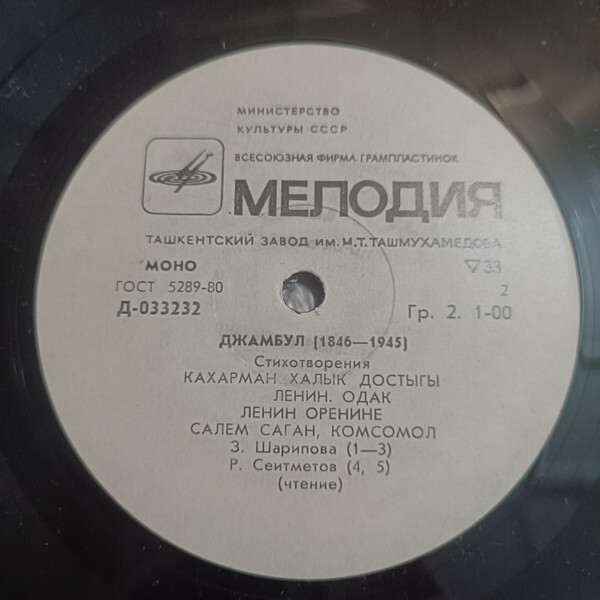 МИНИСТЕРСТВО
КУЛЬТУРЫ СССР
ВСЕСОЮЗНАЯ ФИРМА ГРАМПЛАСТИНОК
МЕЛОДИЯ
ТАШКЕНТСКИЙ ЗАВОД ИМ. М.Т. ТАШМУХАМЕДОВА
МОНО ▽33
ГОСТ 5289-80 2
Д-033232 Гр. 2. 1-00
ДЖАМБУЛ (1846—1945)
Стихотворения
КАХАРМАН ХАЛЫК ДОСТЫГЫ
ЛЕНИН. ОДАК
ЛЕНИН ОРЕНИНЕ
САЛЕМ САГАН, КОМСОМОЛ
З. Шарипова (1—3)
Р. Сеитметов (4, 5)
(чтение)